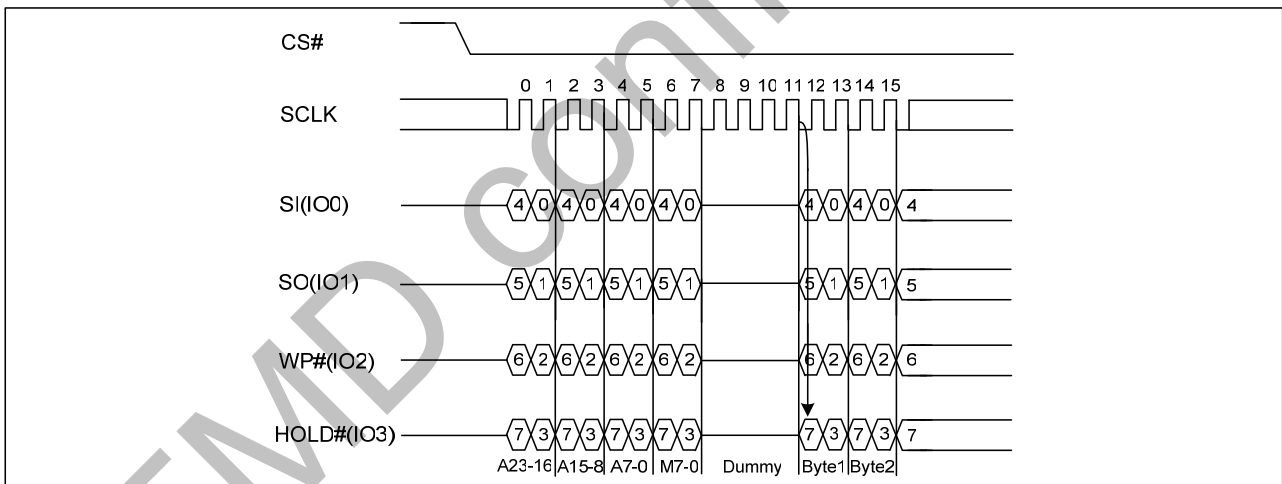 CS#
0 1 2 3 4 5 6 7 8 9 10 11 12 13 14 15
SCLK
SI(IO0) 4 0 4 0 4 0 4 0 4 0 4 0 4
SO(IO1) 5 1 5 1 5 1 5 1 5 1 5 1 5
WP#(IO2) 6 2 6 2 6 2 6 2 6 2 6 2 6
HOLD#(IO3) 7 3 7 3 7 3 7 3 7 3 7 3 7
A23-16 A15-8 A7-0 M7-0 Dummy Byte1 Byte2